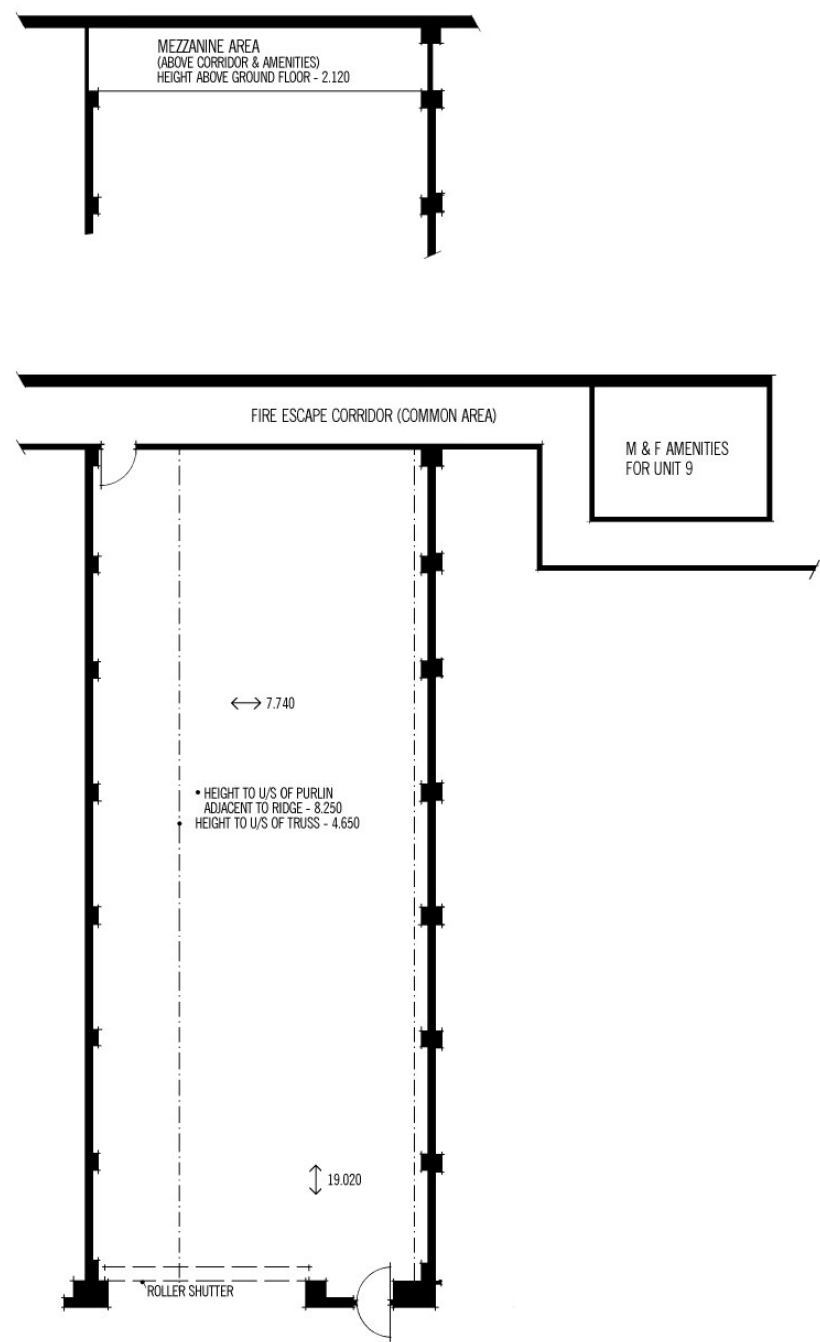 MEZZANINE AREA
(ABOVE CORRIDOR & AMENITIES)
HEIGHT ABOVE GROUND FLOOR - 2.120
FIRE ESCAPE CORRIDOR (COMMON AREA)
M & F AMENITIES
FOR UNIT 9
7.740
• HEIGHT TO U/S OF PURLIN
ADJACENT TO RIDGE - 8.250
HEIGHT TO U/S OF TRUSS - 4.650
19.020
ROLLER SHUTTER